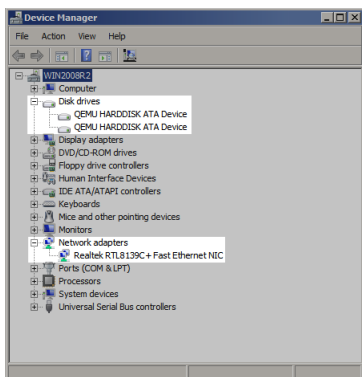 Device Manager
File Action View Help
WIN2008R2
Computer
Disk drives
QEMU HARDDISK ATA Device
QEMU HARDDISK ATA Device
Display adapters
DVD/CD-ROM drives
Floppy drive controllers
Human Interface Devices
IDE ATA/ATAPI controllers
Keyboards
Mice and other pointing devices
Monitors
Network adapters
Realtek RTL8139C+ Fast Ethernet NIC
Ports (COM & LPT)
Processors
System devices
Universal Serial Bus controllers